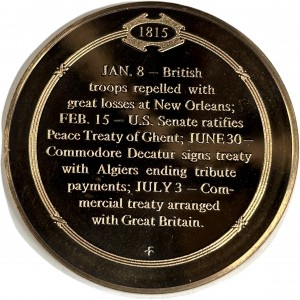 1815
JAN. 8 – British
troops repelled with
great losses at New Orleans;
FEB. 15 – U.S. Senate ratifies
Peace Treaty of Ghent; JUNE 30–
Commodore Decatur signs treaty
with Algiers ending tribute
payments; JULY 3 – Com-
mercial treaty arranged
with Great Britain.